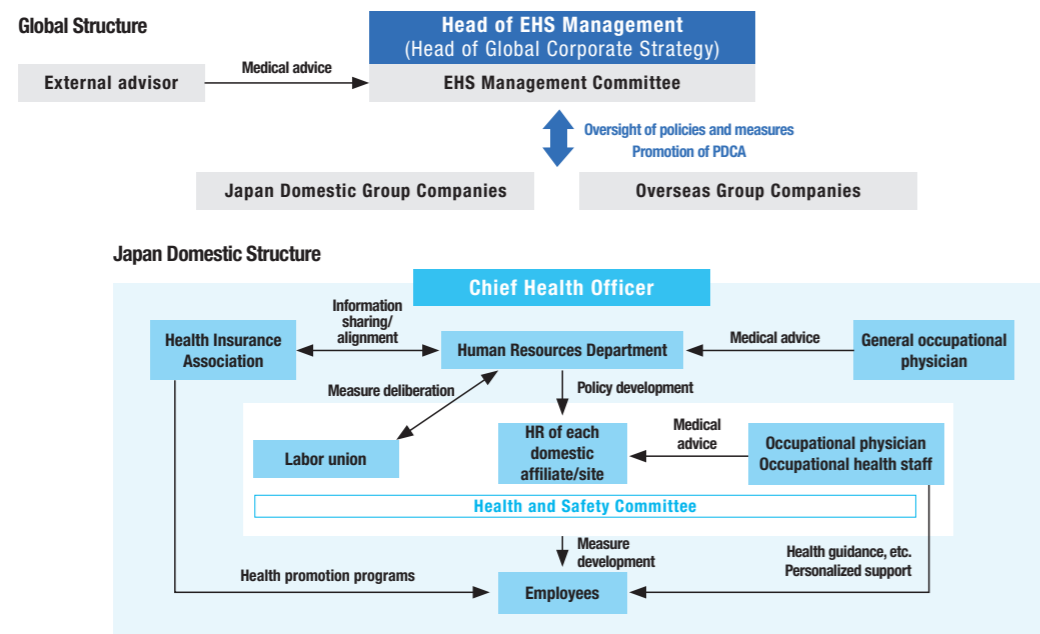 Global Structure
Head of EHS Management
(Head of Global Corporate Strategy)
External advisor
Medical advice
EHS Management Committee
Oversight of policies and measures
Promotion of PDCA
Japan Domestic Group Companies
Overseas Group Companies
Japan Domestic Structure
Chief Health Officer
Health Insurance
Association
Information
sharing/
alignment
Human Resources Department
Medical advice
General occupational
physician
Measure deliberation
Policy development
Labor union
HR of each
domestic
affiliate/site
Medical
advice
Occupational physician
Occupational health staff
Health and Safety Committee
Measure
development
Health guidance, etc.
Personalized support
Health promotion programs
Employees